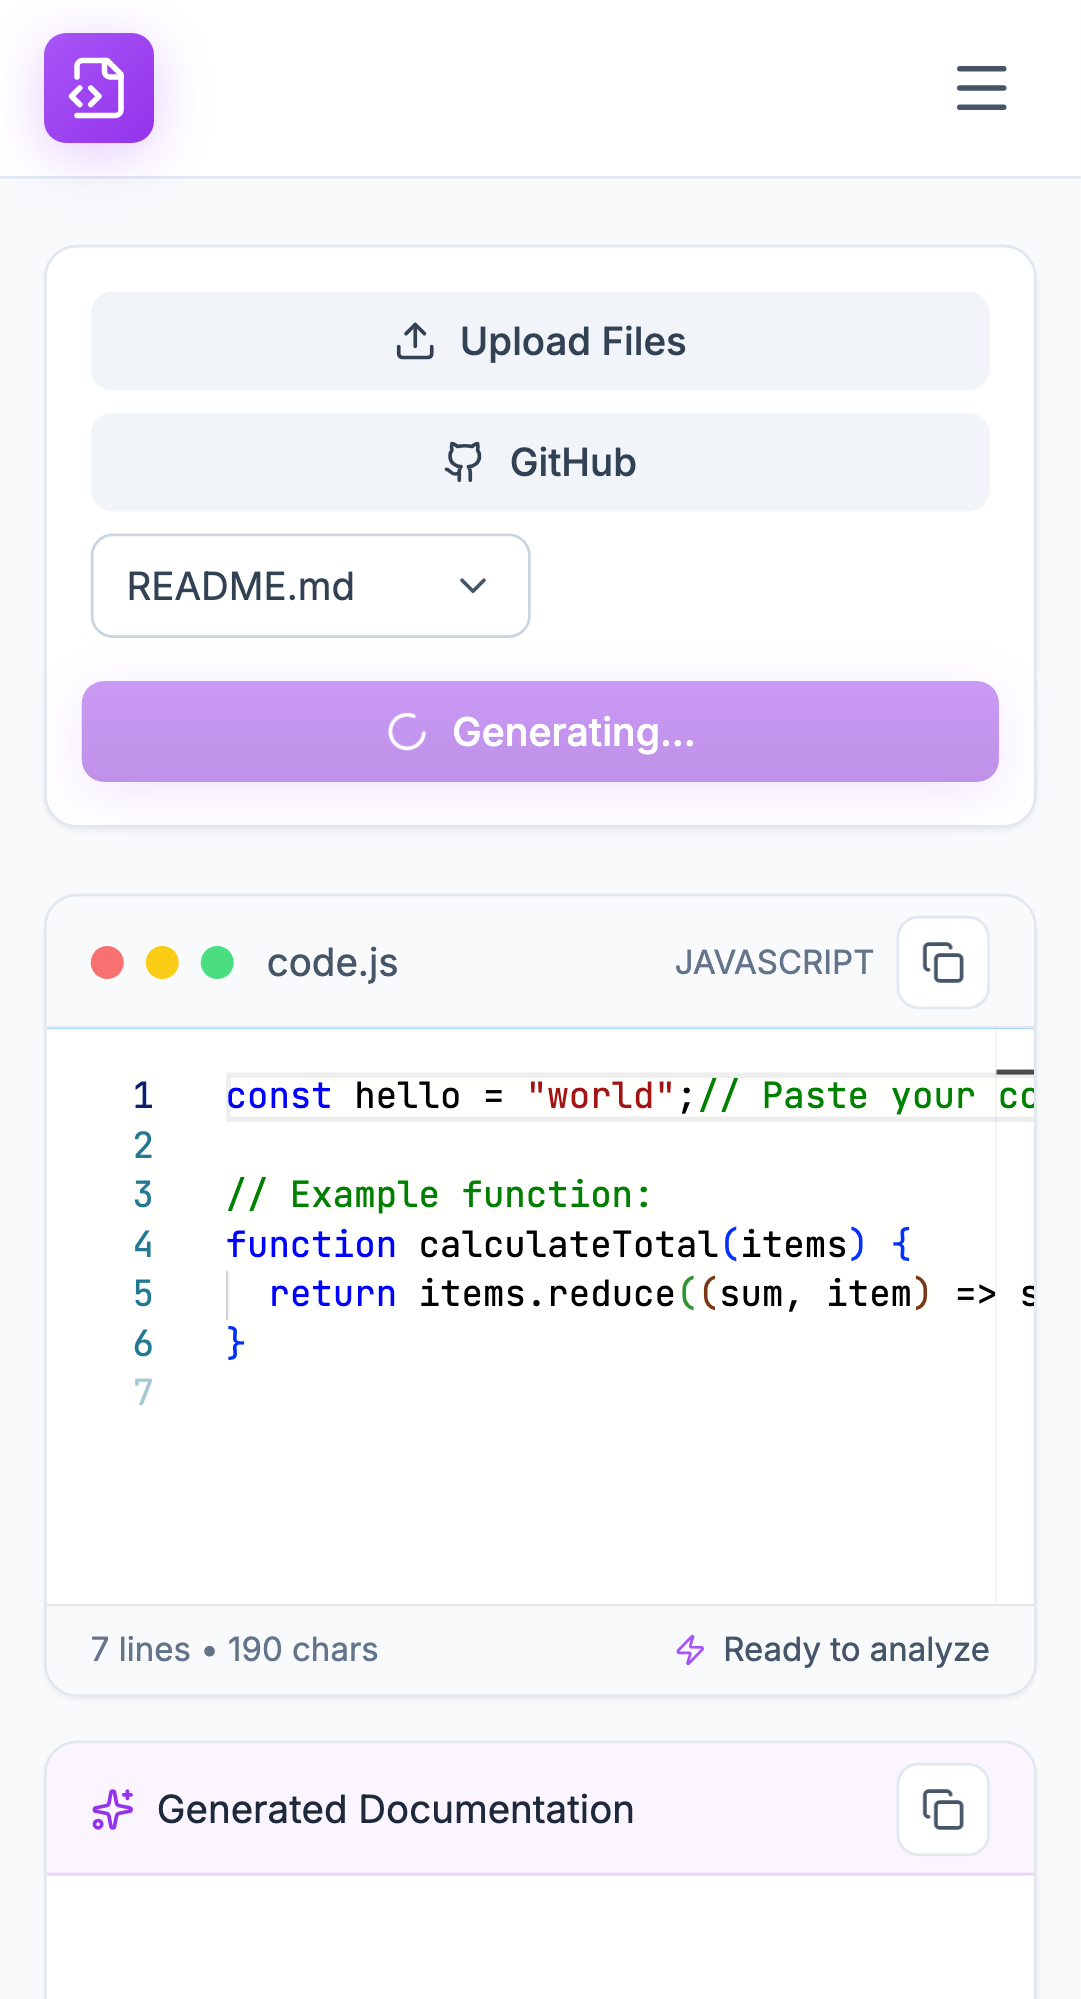 Upload Files
GitHub
README.md
Generating...
code.js JAVASCRIPT
1 const hello = "world";// Paste your co
2
3 // Example function:
4 function calculateTotal(items) {
5   return items.reduce((sum, item) => s
6 }
7
7 lines • 190 chars Ready to analyze
Generated Documentation